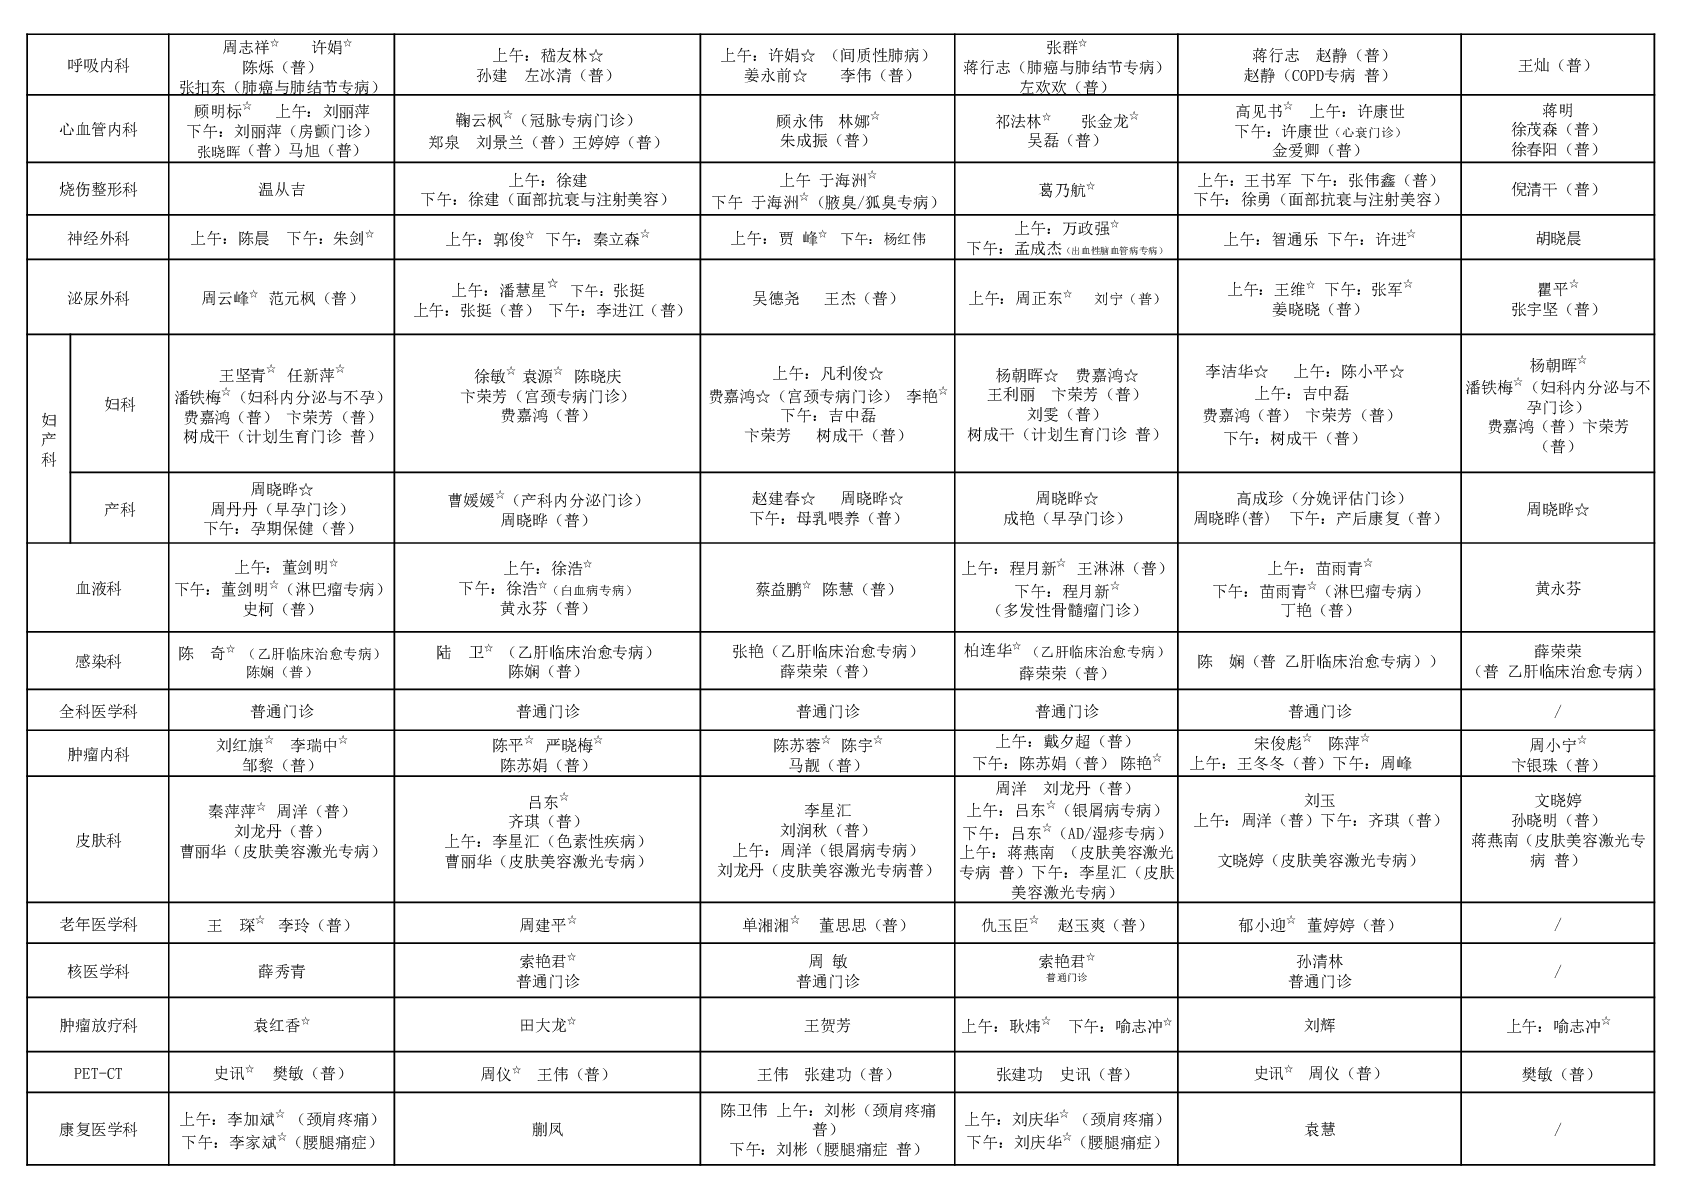 呼吸内科
周志祥☆ 许娟☆
陈烁（普）
张扣东（肺癌与肺结节专病）
上午：嵇友林☆
孙建 左冰清（普）
上午：许娟☆ （间质性肺病）
姜永前☆ 李伟（普）
张群☆
蒋行志（肺癌与肺结节专病）
左欢欢（普）
蒋行志 赵静（普）
赵静（COPD专病 普）
王灿（普）
心血管内科
顾明标☆ 上午：刘丽萍
下午：刘丽萍（房颤门诊）
张晓晖（普）马旭（普）
鞠云枫☆（冠脉专病门诊）
郑泉 刘景兰（普）王婷婷（普）
顾永伟 林娜☆
朱成振（普）
祁法林☆ 张金龙☆
吴磊（普）
高见书☆ 上午：许康世
下午：许康世（心衰门诊）
金爱卿（普）
蒋明
徐茂森（普）
徐春阳（普）
烧伤整形科
温从吉
上午：徐建
下午：徐建（面部抗衰与注射美容）
上午 于海洲☆
下午 于海洲☆（腋臭/狐臭专病）
葛乃航☆
上午：王书军 下午：张伟鑫（普）
下午：徐勇（面部抗衰与注射美容）
倪清干（普）
神经外科
上午：陈晨 下午：朱剑☆
上午：郭俊☆ 下午：秦立森☆
上午：贾 峰☆ 下午：杨红伟
上午：万政强☆
下午：孟成杰（出血性脑血管病专病）
上午：智通乐 下午：许进☆
胡晓晨
泌尿外科
周云峰☆ 范元枫（普）
上午：潘慧星☆ 下午：张挺
上午：张挺（普） 下午：李进江（普）
吴德尧 王杰（普）
上午：周正东☆ 刘宁（普）
上午：王维☆ 下午：张军☆
姜晓晓（普）
瞿平☆
张宇坚（普）
妇产科
妇科
王坚青☆ 任新萍☆
潘铁梅☆（妇科内分泌与不孕）
费嘉鸿（普） 卞荣芳（普）
树成干（计划生育门诊 普）
徐敏☆ 袁源☆ 陈晓庆
卞荣芳（宫颈专病门诊）
费嘉鸿（普）
上午：凡利俊☆
费嘉鸿☆（宫颈专病门诊） 李艳☆
下午：吉中磊
卞荣芳 树成干（普）
杨朝晖☆ 费嘉鸿☆
王利丽 卞荣芳（普）
刘雯（普）
树成干（计划生育门诊 普）
李洁华☆ 上午：陈小平☆
上午：吉中磊
费嘉鸿（普） 卞荣芳（普）
下午：树成干（普）
杨朝晖☆
潘铁梅☆（妇科内分泌与不
孕门诊）
费嘉鸿（普）卞荣芳
（普）
产科
周晓晔☆
周丹丹（早孕门诊）
下午：孕期保健（普）
曹媛媛☆（产科内分泌门诊）
周晓晔（普）
赵建春☆ 周晓晔☆
下午：母乳喂养（普）
周晓晔☆
成艳（早孕门诊）
高成珍（分娩评估门诊）
周晓晔(普) 下午：产后康复（普）
周晓晔☆
血液科
上午：董剑明☆
下午：董剑明☆（淋巴瘤专病）
史柯（普）
上午：徐浩☆
下午：徐浩☆（白血病专病）
黄永芬（普）
蔡益鹏☆ 陈慧（普）
上午：程月新☆ 王淋淋（普）
下午：程月新☆
（多发性骨髓瘤门诊）
上午：苗雨青☆
下午：苗雨青☆（淋巴瘤专病）
丁艳（普）
黄永芬
感染科
陈 奇☆ （乙肝临床治愈专病）
陈娴（普）
陆 卫☆ （乙肝临床治愈专病）
陈娴（普）
张艳（乙肝临床治愈专病）
薛荣荣（普）
柏连华☆ （乙肝临床治愈专病）
薛荣荣（普）
陈 娴（普 乙肝临床治愈专病））
薛荣荣
（普 乙肝临床治愈专病）
全科医学科
普通门诊
普通门诊
普通门诊
普通门诊
普通门诊
/
肿瘤内科
刘红旗☆ 李瑞中☆
邹黎（普）
陈平☆ 严晓梅☆
陈苏娟（普）
陈苏蓉☆ 陈宇☆
马靓（普）
上午：戴夕超（普）
下午：陈苏娟（普） 陈艳☆
宋俊彪☆ 陈萍☆
上午：王冬冬（普）下午：周峰
周小宁☆
卞银珠（普）
皮肤科
秦萍萍☆ 周洋（普）
刘龙丹（普）
曹丽华（皮肤美容激光专病）
吕东☆
齐琪（普）
上午：李星汇（色素性疾病）
曹丽华（皮肤美容激光专病）
李星汇
刘润秋（普）
上午：周洋（银屑病专病）
刘龙丹（皮肤美容激光专病普）
周洋 刘龙丹（普）
上午：吕东☆（银屑病专病）
下午：吕东☆（AD/湿疹专病）
上午：蒋燕南 （皮肤美容激光
专病 普）下午：李星汇（皮肤
美容激光专病）
刘玉
上午：周洋（普）下午：齐琪（普）
文晓婷（皮肤美容激光专病）
文晓婷
孙晓明（普）
蒋燕南（皮肤美容激光专
病 普）
老年医学科
王 琛☆ 李玲（普）
周建平☆
单湘湘☆ 董思思（普）
仇玉臣☆ 赵玉爽（普）
郁小迎☆ 董婷婷（普）
/
核医学科
薛秀青
索艳君☆
普通门诊
周 敏
普通门诊
索艳君☆
普通门诊
孙清林
普通门诊
/
肿瘤放疗科
袁红香☆
田大龙☆
王贺芳
上午：耿炜☆ 下午：喻志冲☆
刘辉
上午：喻志冲☆
PET-CT
史讯☆ 樊敏（普）
周仪☆ 王伟（普）
王伟 张建功（普）
张建功 史讯（普）
史讯☆ 周仪（普）
樊敏（普）
康复医学科
上午：李加斌☆ （颈肩疼痛）
下午：李家斌☆（腰腿痛症）
蒯凤
陈卫伟 上午：刘彬（颈肩疼痛
普）
下午：刘彬（腰腿痛症 普）
上午：刘庆华☆ （颈肩疼痛）
下午：刘庆华☆（腰腿痛症）
袁慧
/